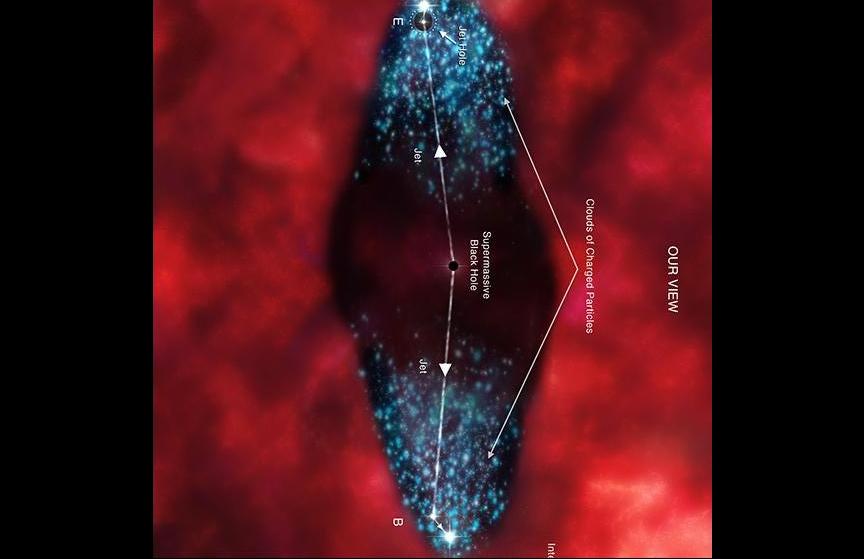 OUR VIEW
Clouds of Charged Particles
Supermassive
Black Hole
Jet Hole
Jet
Jet
E
B